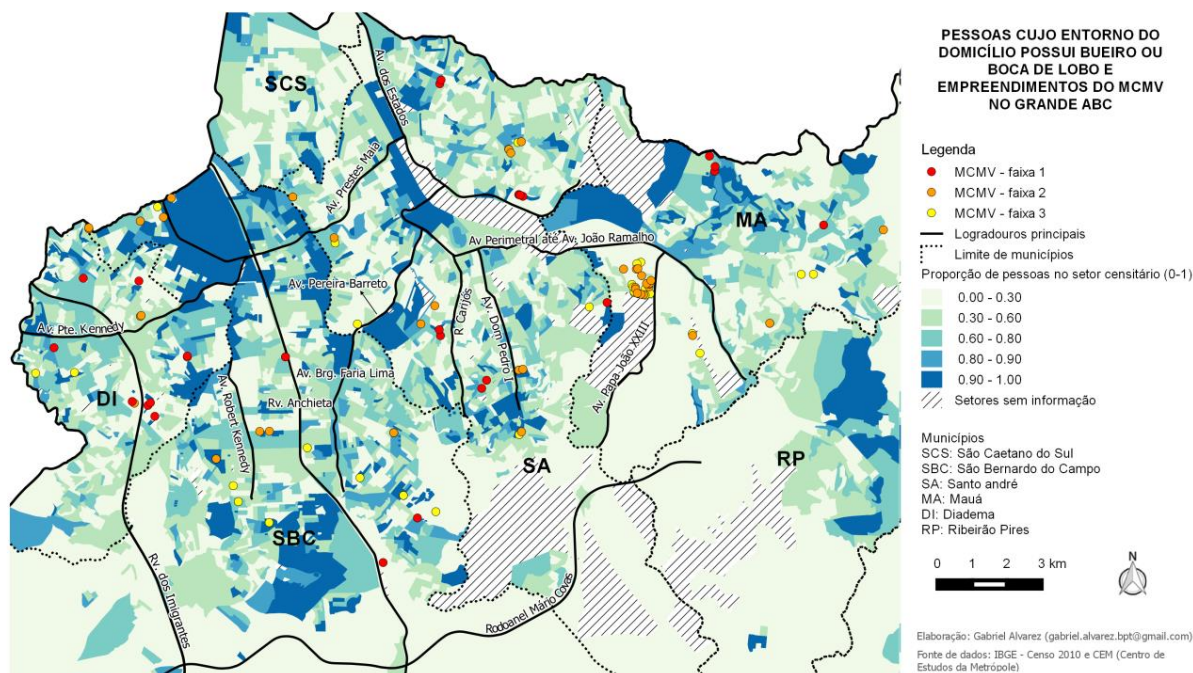 PESSOAS CUJO ENTORNO DO
DOMICÍLIO POSSUI BUEIRO OU
BOCA DE LOBO E
EMPREENDIMENTOS DO MCMV
NO GRANDE ABC
Legenda
MCMV - faixa 1
MCMV - faixa 2
MCMV - faixa 3
Logradouros principais
Limite de municípios
Proporção de pessoas no setor censitário (0-1)
0.00 - 0.30
0.30 - 0.60
0.60 - 0.80
0.80 - 0.90
0.90 - 1.00
Setores sem informação
Municípios
SCS: São Caetano do Sul
SBC: São Bernardo do Campo
SA: Santo andré
MA: Mauá
DI: Diadema
RP: Ribeirão Pires
0 1 2 3 km
N
Elaboração: Gabriel Alvarez (gabriel.alvarez.bpt@gmail.com)
Fonte de dados: IBGE - Censo 2010 e CEM (Centro de
Estudos da Metrópole)
SCS
Av. dos Estados
Av. Prestes Maia
MA
Av Perimetral até Av. João Ramalho
Av. Pereira Barreto
R Carijós
Av. Dom Pedro I
Av. Papa João XXIII
Av. Pte. Kennedy
Av. Brg. Faria Lima
DI
Av. Robert Kennedy
Rv. Anchieta
SA
RP
SBC
Rv. dos Imigrantes
Rodoanel Mário Covas